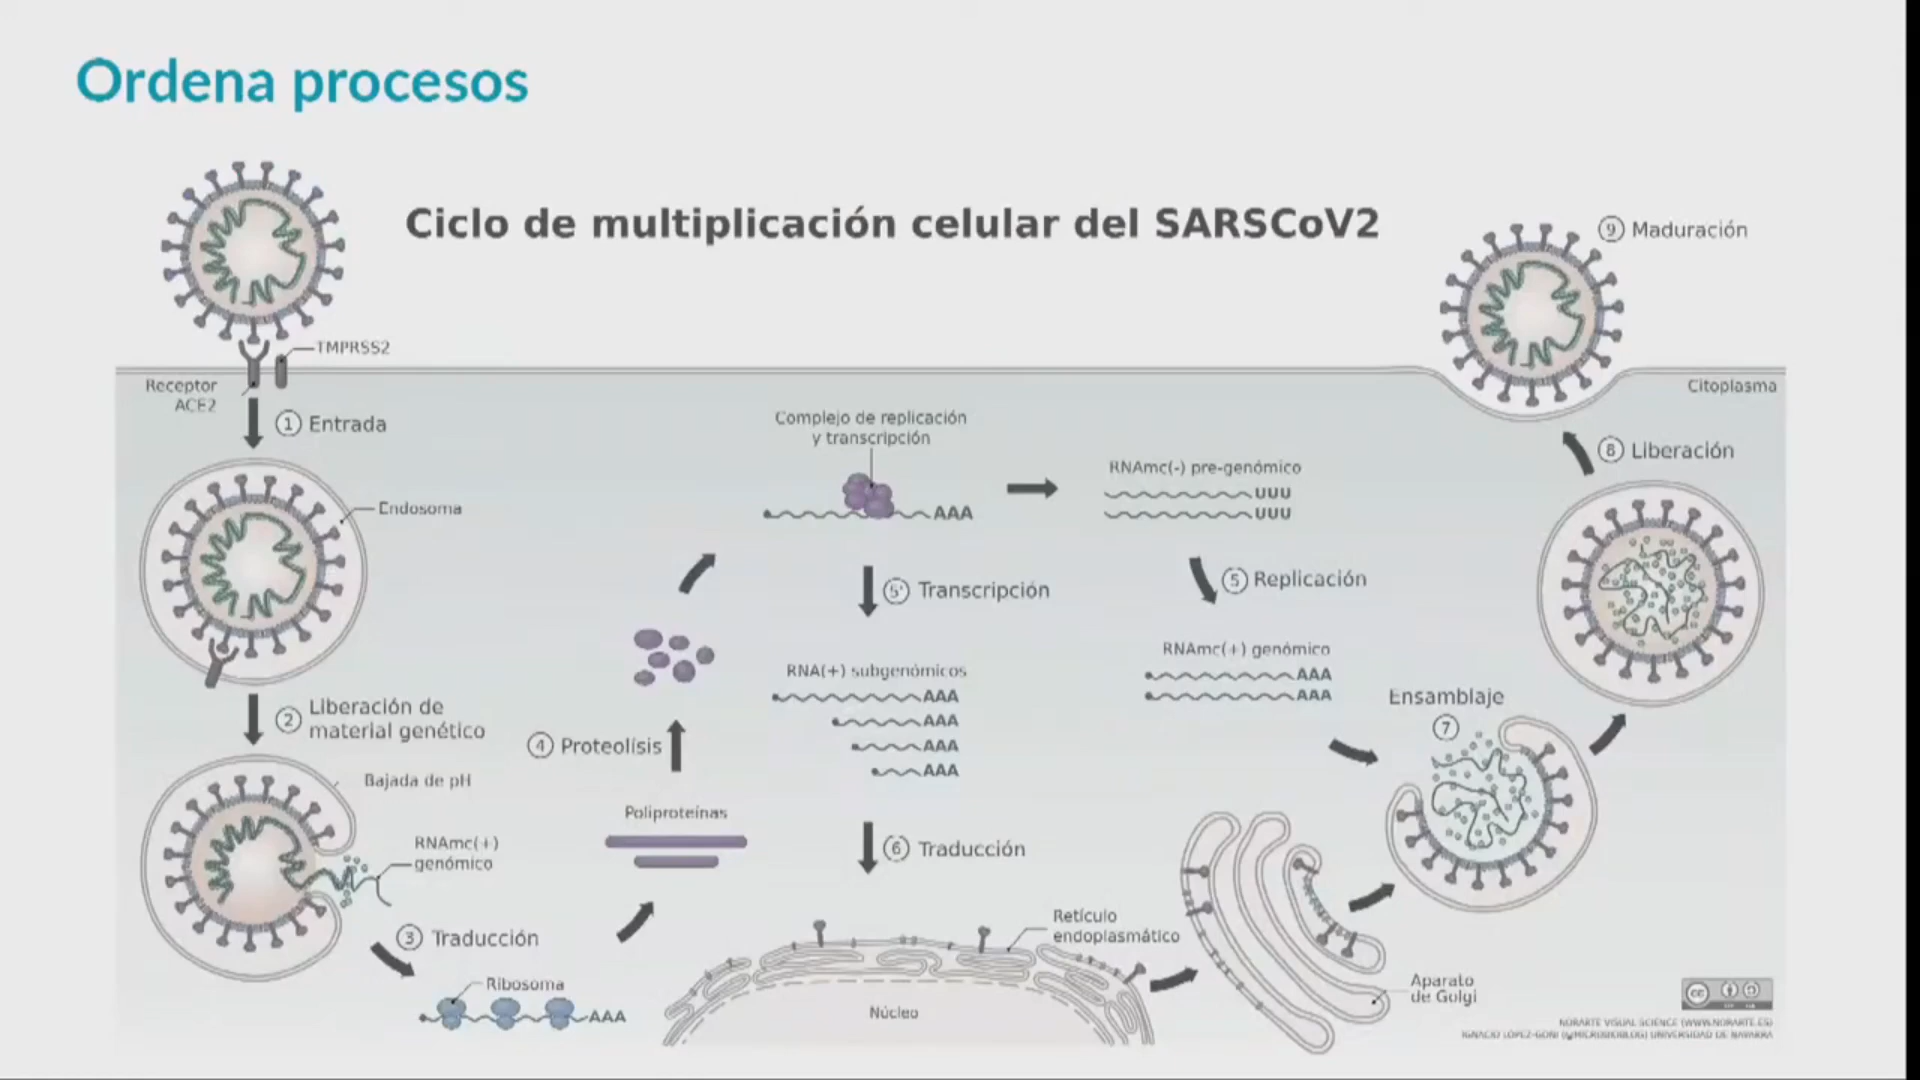 Ordena procesos
Ciclo de multiplicación celular del SARSCoV2
TMPRSS2
Receptor
ACE2
① Entrada
Endosoma
② Liberación de
material genético
Bajada de pH
RNAmc(+)
genómico
③ Traducción
Ribosoma
AAA
Poliproteínas
④ Proteolísis
Complejo de replicación
y transcripción
AAA
RNAmc(-) pre-genómico
UUU
UUU
5' Transcripción
⑤ Replicación
RNA(+) subgenómicos
AAA
AAA
AAA
AAA
RNAmc(+) genómico
AAA
AAA
⑥ Traducción
Retículo
endoplasmático
Núcleo
Aparato
de Golgi
Ensamblaje
⑦
⑧ Liberación
Citoplasma
⑨ Maduración
cc
NORARTE VISUAL SCIENCE (WWW.NORARTE.ES)
IGNACIO LÓPEZ-GOÑI (@MICROBIOBLOG) UNIVERSIDAD DE NAVARRA